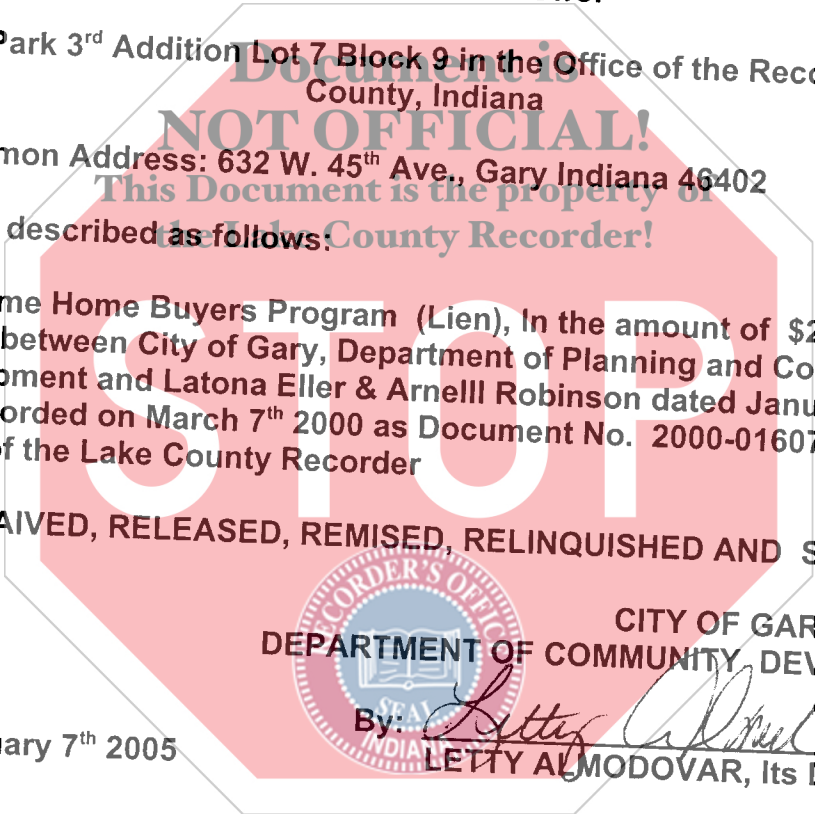 Park 3rd Addition Lot 7 Block 9 in the Office of the Reco
County, Indiana
mon Address: 632 W. 45th Ave., Gary Indiana 46402
described as follows:
me Home Buyers Program (Lien), In the amount of $2
between City of Gary, Department of Planning and Co
pment and Latona Eller & Arnelll Robinson dated Janu
orded on March 7th 2000 as Document No. 2000-01607
of the Lake County Recorder
AIVED, RELEASED, REMISED, RELINQUISHED AND S
CITY OF GAR
DEPARTMENT OF COMMUNITY DEV
By:
LETTY ALMODOVAR, Its D
uary 7th 2005
Document is
NOT OFFICIAL!
This Document is the property of
the Lake County Recorder!
STOP
RECORDER'S OFFIC
SEAL
INDIANA